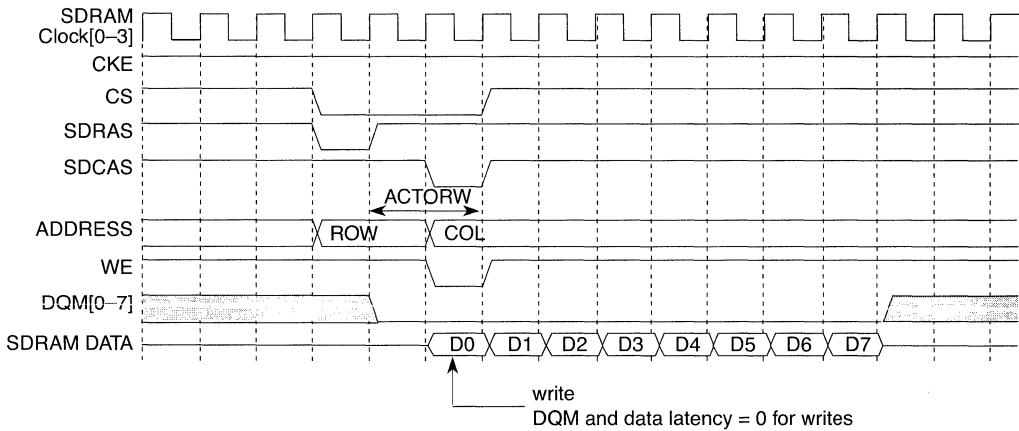 SDRAM
Clock[0–3]
CKE
CS
SDRAS
SDCAS
ACTORW
ADDRESS ROW COL
WE
DQM[0–7]
SDRAM DATA D0 D1 D2 D3 D4 D5 D6 D7
write
DQM and data latency = 0 for writes